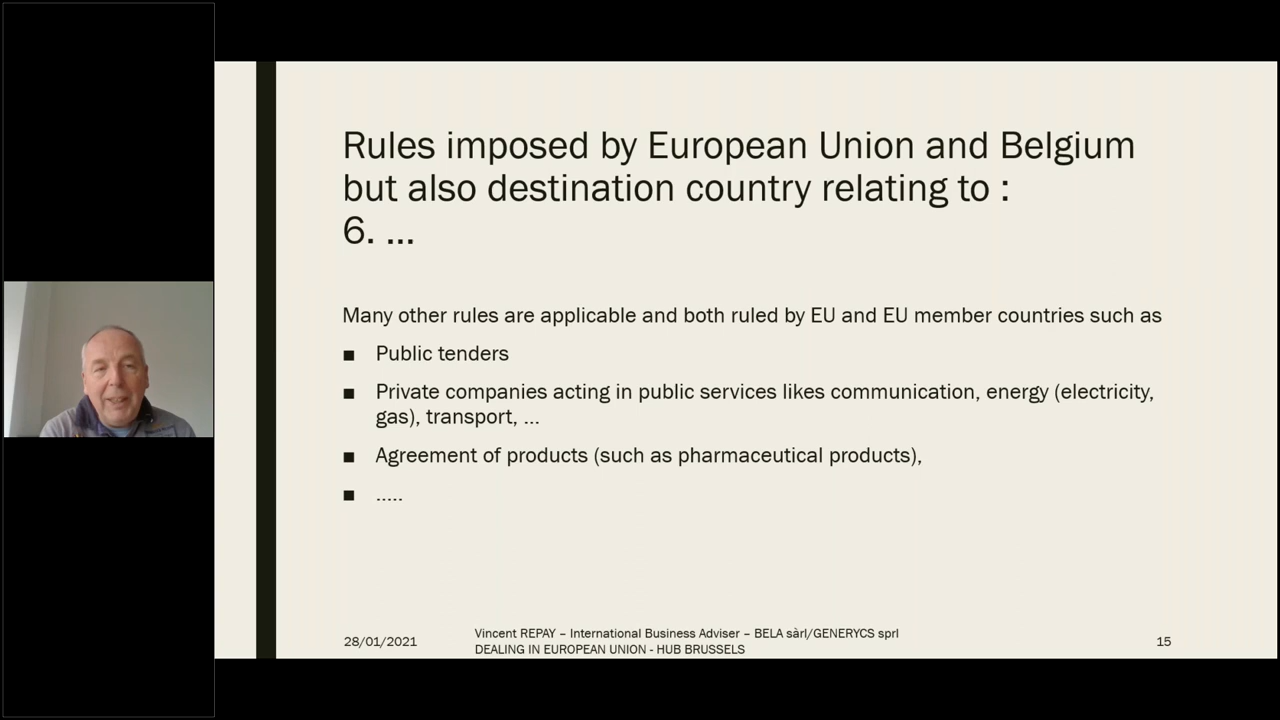 Rules imposed by European Union and Belgium
but also destination country relating to :
6. ...
Many other rules are applicable and both ruled by EU and EU member countries such as
■ Public tenders
■ Private companies acting in public services likes communication, energy (electricity,
gas), transport, ...
■ Agreement of products (such as pharmaceutical products),
■ .....
28/01/2021
Vincent REPAY – International Business Adviser – BELA sàrl/GENERYCS sprl
DEALING IN EUROPEAN UNION - HUB BRUSSELS
15